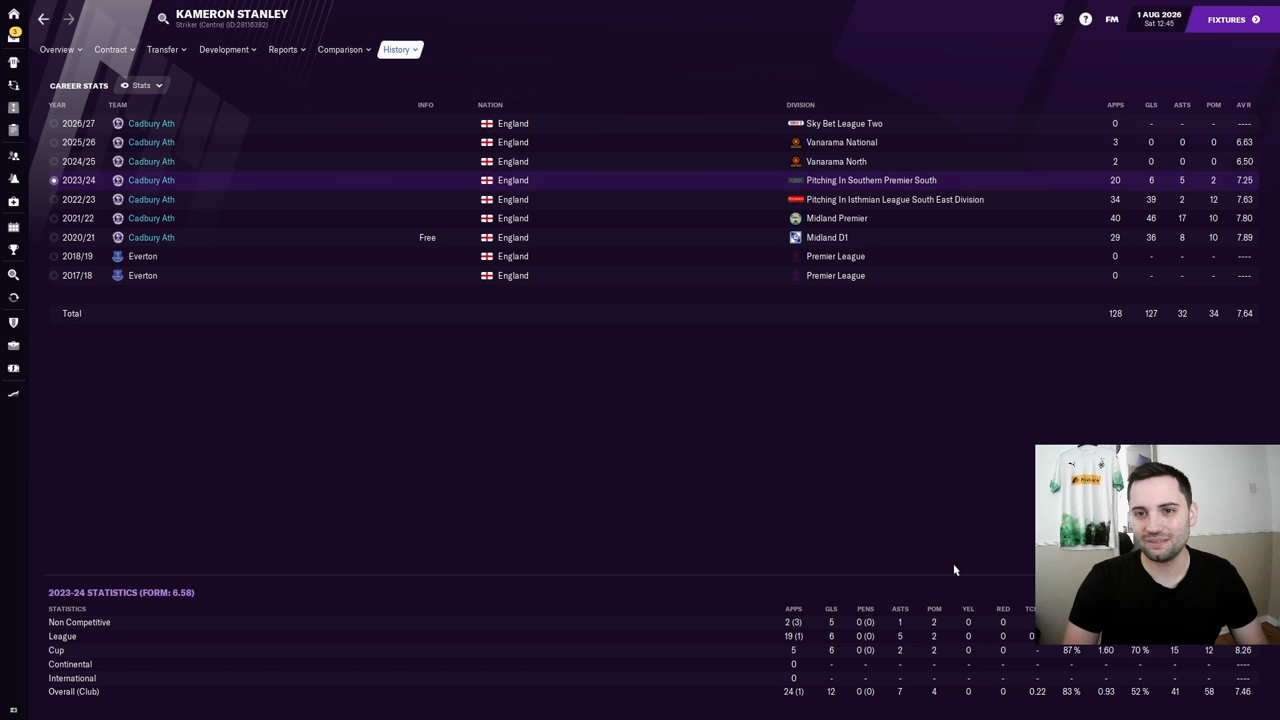 KAMERON STANLEY
Striker (Centre) (ID:28116392)
3
FM
1 AUG 2026
Sat 12:45
FIXTURES
Overview Contract Transfer Development Reports Comparison History
CAREER STATS Stats
YEAR TEAM INFO NATION DIVISION APPS GLS ASTS POM AV R
2026/27 Cadbury Ath England Sky Bet League Two 0 - - - ----
2025/26 Cadbury Ath England Vanarama National 3 0 0 0 6.63
2024/25 Cadbury Ath England Vanarama North 2 0 0 0 6.50
2023/24 Cadbury Ath England Pitching In Southern Premier South 20 6 5 2 7.25
2022/23 Cadbury Ath England Pitching In Isthmian League South East Division 34 39 2 12 7.63
2021/22 Cadbury Ath England Midland Premier 40 46 17 10 7.80
2020/21 Cadbury Ath Free England Midland D1 29 36 8 10 7.89
2018/19 Everton England Premier League 0 - - - ----
2017/18 Everton England Premier League 0 - - - ----
Total 128 127 32 34 7.64
2023-24 STATISTICS (FORM: 6.58)
STATISTICS APPS GLS PENS ASTS POM YEL RED
Non Competitive 2 (3) 5 0 (0) 1 2 0 0
League 19 (1) 6 0 (0) 5 2 0 0
Cup 5 6 0 (0) 2 2 0 0 - 87 % 1.60 70 % 15 12 8.26
Continental 0 - - - - - - - - - - - - ----
International 0 - - - - - - - - - - - - ----
Overall (Club) 24 (1) 12 0 (0) 7 4 0 0 0.22 83 % 0.93 52 % 41 58 7.46